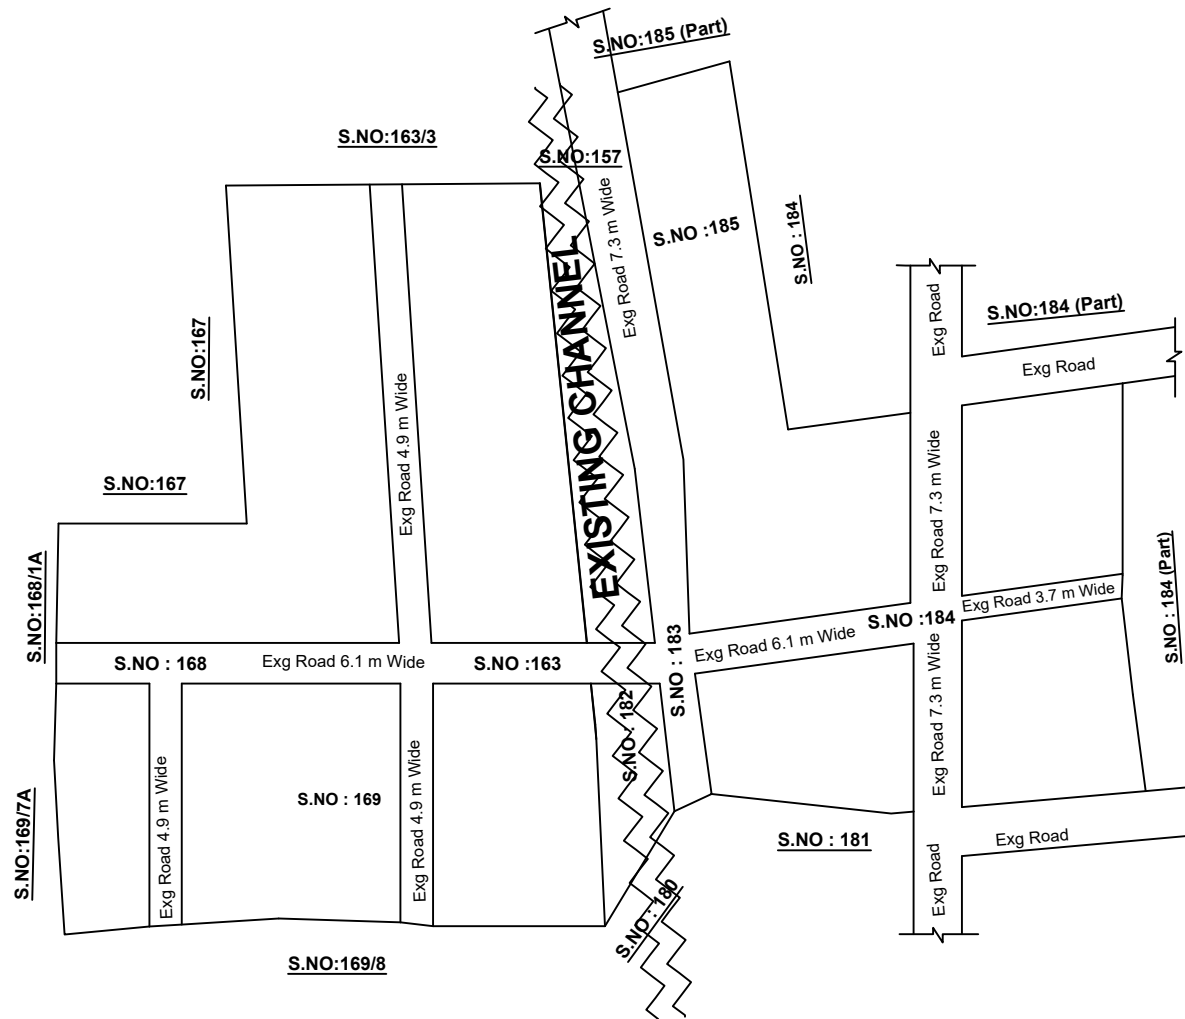 S.NO:185 (Part)
S.NO:163/3
S.NO:157
Exg Road 7.3 m Wide
S.NO :185
S.NO : 184
EXISTING CHANNEL
Exg Road
S.NO:184 (Part)
Exg Road
S.NO:167
Exg Road 4.9 m Wide
S.NO:167
Exg Road 7.3 m Wide
S.NO:168/1A
Exg Road 3.7 m Wide
S.NO : 184 (Part)
S.NO :184
Exg Road 6.1 m Wide
S.NO : 183
S.NO : 168
Exg Road 6.1 m Wide
S.NO :163
S.NO : 182
Exg Road 7.3 m Wide
S.NO:169/7A
Exg Road 4.9 m Wide
S.NO : 169
Exg Road 4.9 m Wide
S.NO : 181
Exg Road
Exg Road
S.NO : 180
S.NO:169/8